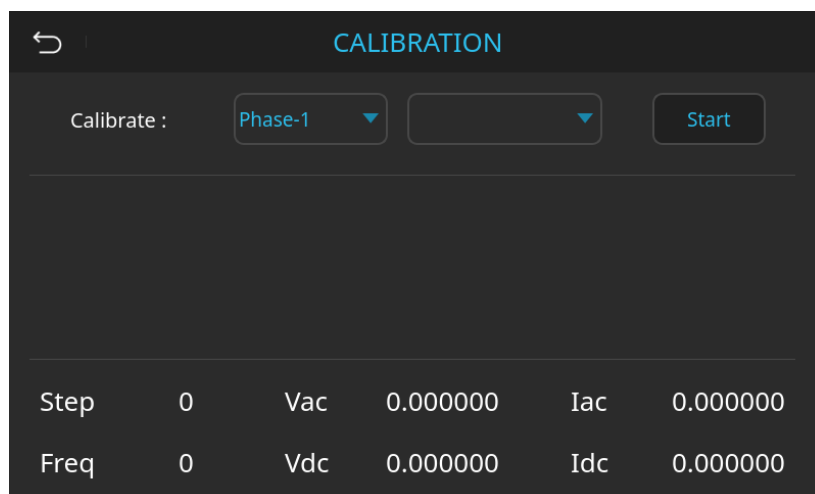 CALIBRATION
Calibrate : Phase-1 Start
Step 0 Vac 0.000000 Iac 0.000000
Freq 0 Vdc 0.000000 Idc 0.000000